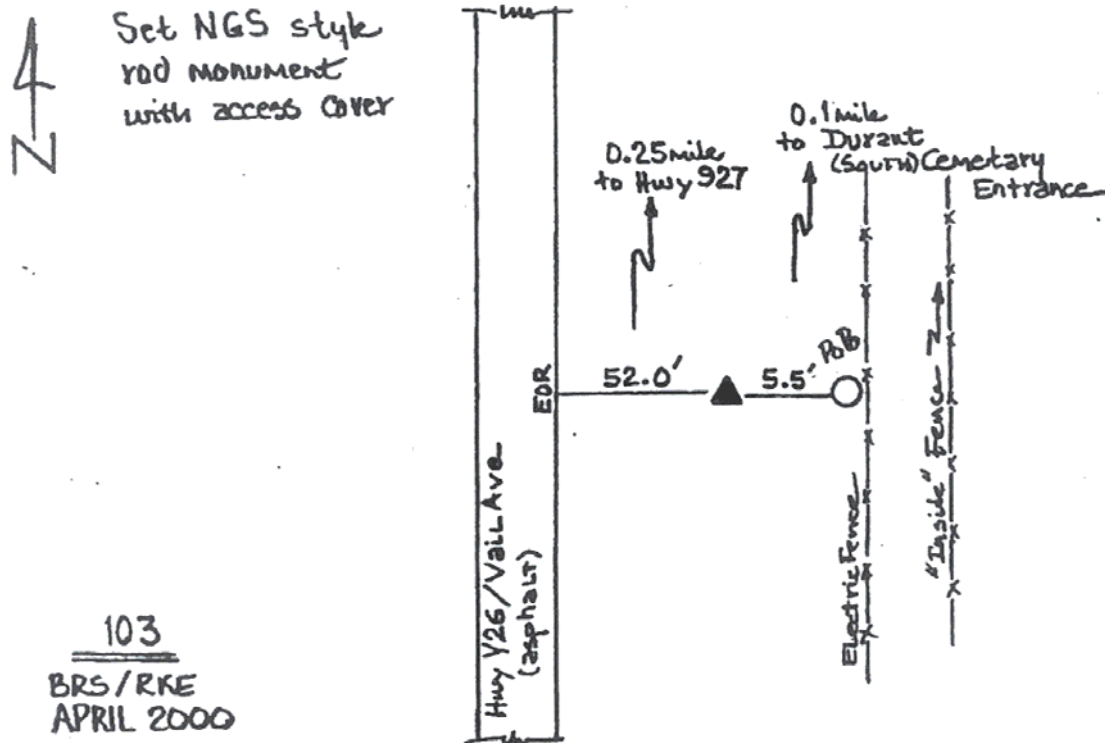 Set NGS style
rod monument
with access cover
N
0.25 mile
to Hwy 927
0.1 mile
to Durant
(SOUTH) Cemetary
Entrance
EOR
52.0'
5.5'
PoB
Hwy Y26/Vail Ave
(asphalt)
Electric Fence
"Inside" Fence
103
BRS/RKE
APRIL 2000